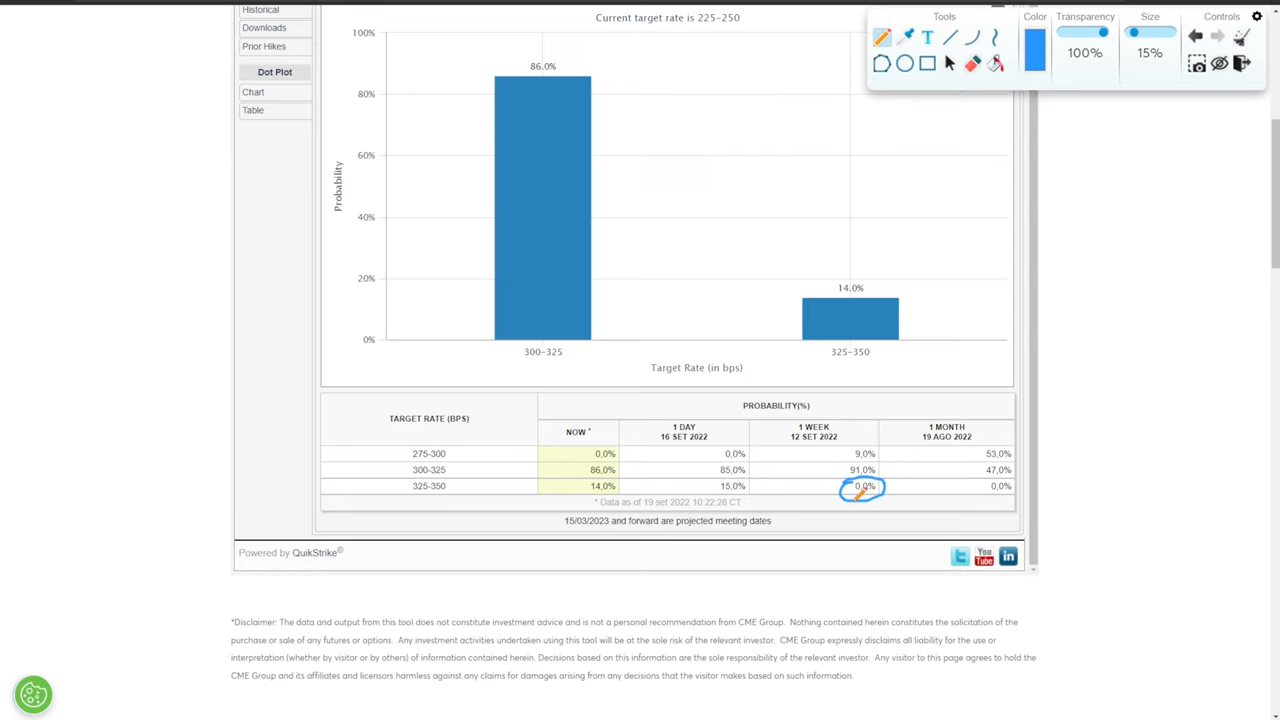 Historical
Downloads
Prior Hikes
Dot Plot
Chart
Table
Current target rate is 225-250
100%
80%
60%
40%
20%
0%
Probability
86.0%
14.0%
300-325
325-350
Target Rate (in bps)
Tools
Color
Transparency
Size
Controls
T
100%
15%
TARGET RATE (BPS)
PROBABILITY(%)
NOW *
1 DAY
16 SET 2022
1 WEEK
12 SET 2022
1 MONTH
19 AGO 2022
275-300 0,0% 0,0% 9,0% 53,0%
300-325 86,0% 85,0% 91,0% 47,0%
325-350 14,0% 15,0% 0,0% 0,0%
* Data as of 19 set 2022 10:22:28 CT
15/03/2023 and forward are projected meeting dates
Powered by QuikStrike®
You
Tube
in
*Disclaimer: The data and output from this tool does not constitute investment advice and is not a personal recommendation from CME Group. Nothing contained herein constitutes the solicitation of the
purchase or sale of any futures or options. Any investment activities undertaken using this tool will be at the sole risk of the relevant investor. CME Group expressly disclaims all liability for the use or
interpretation (whether by visitor or by others) of information contained herein. Decisions based on this information are the sole responsibility of the relevant investor. Any visitor to this page agrees to hold the
CME Group and its affiliates and licensors harmless against any claims for damages arising from any decisions that the visitor makes based on such information.